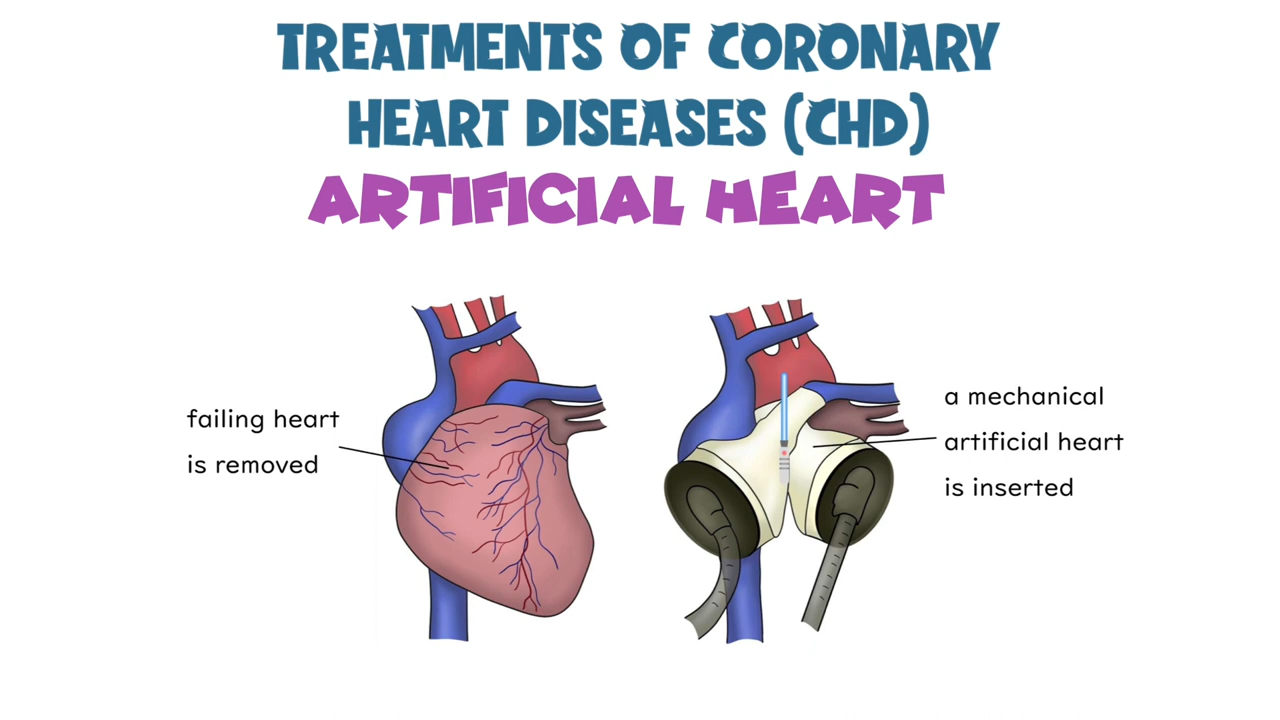 TREATMENTS OF CORONARY
HEART DISEASES (CHD)
ARTIFICIAL HEART
failing heart
is removed
a mechanical
artificial heart
is inserted